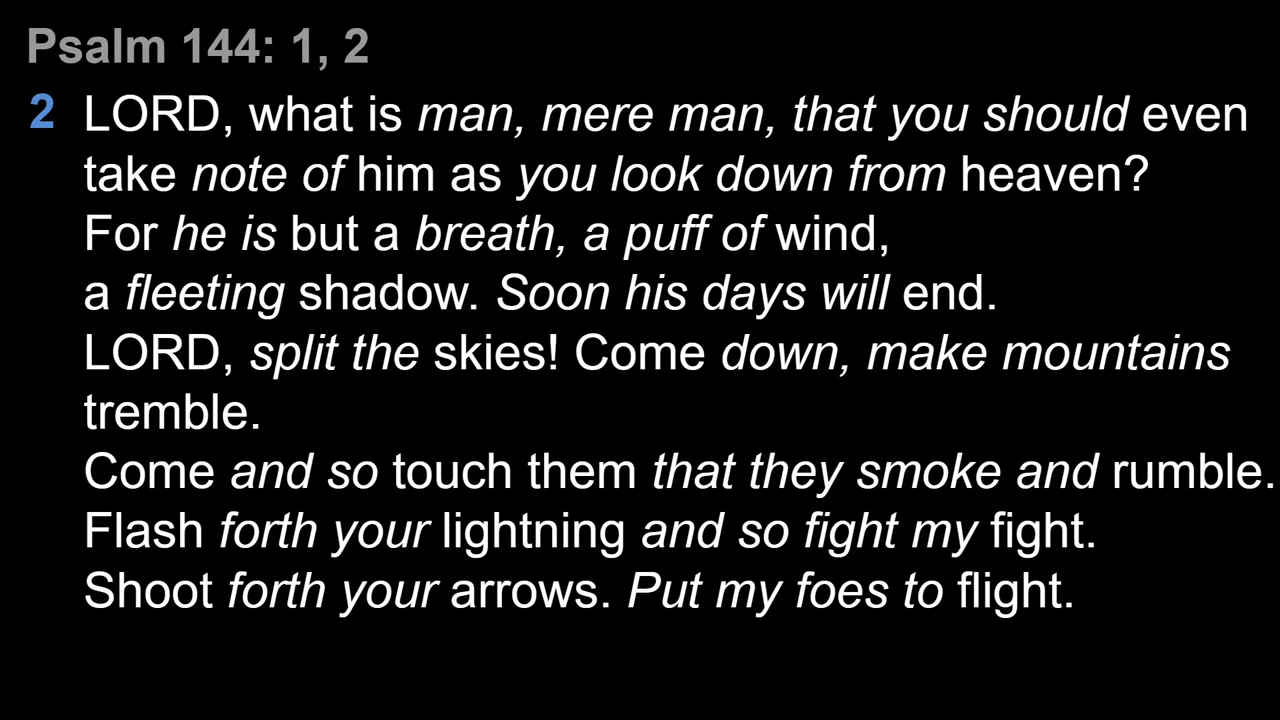 Psalm 144: 1, 2
2 LORD, what is man, mere man, that you should even
take note of him as you look down from heaven?
For he is but a breath, a puff of wind,
a fleeting shadow. Soon his days will end.
LORD, split the skies! Come down, make mountains
tremble.
Come and so touch them that they smoke and rumble.
Flash forth your lightning and so fight my fight.
Shoot forth your arrows. Put my foes to flight.